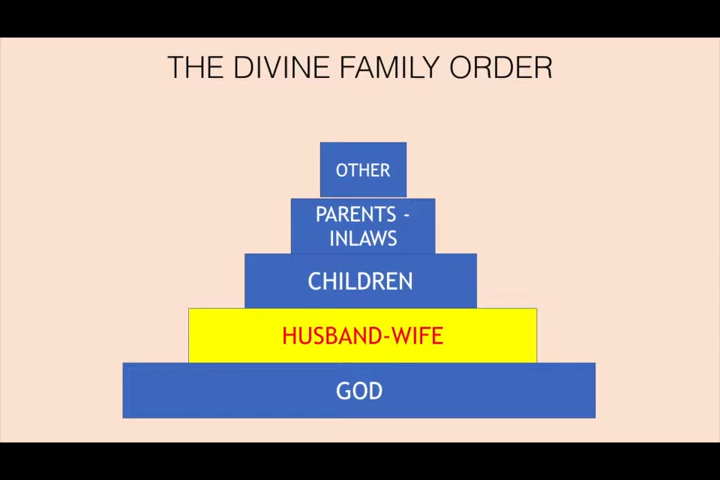 THE DIVINE FAMILY ORDER
OTHER
PARENTS -
INLAWS
CHILDREN
HUSBAND-WIFE
GOD